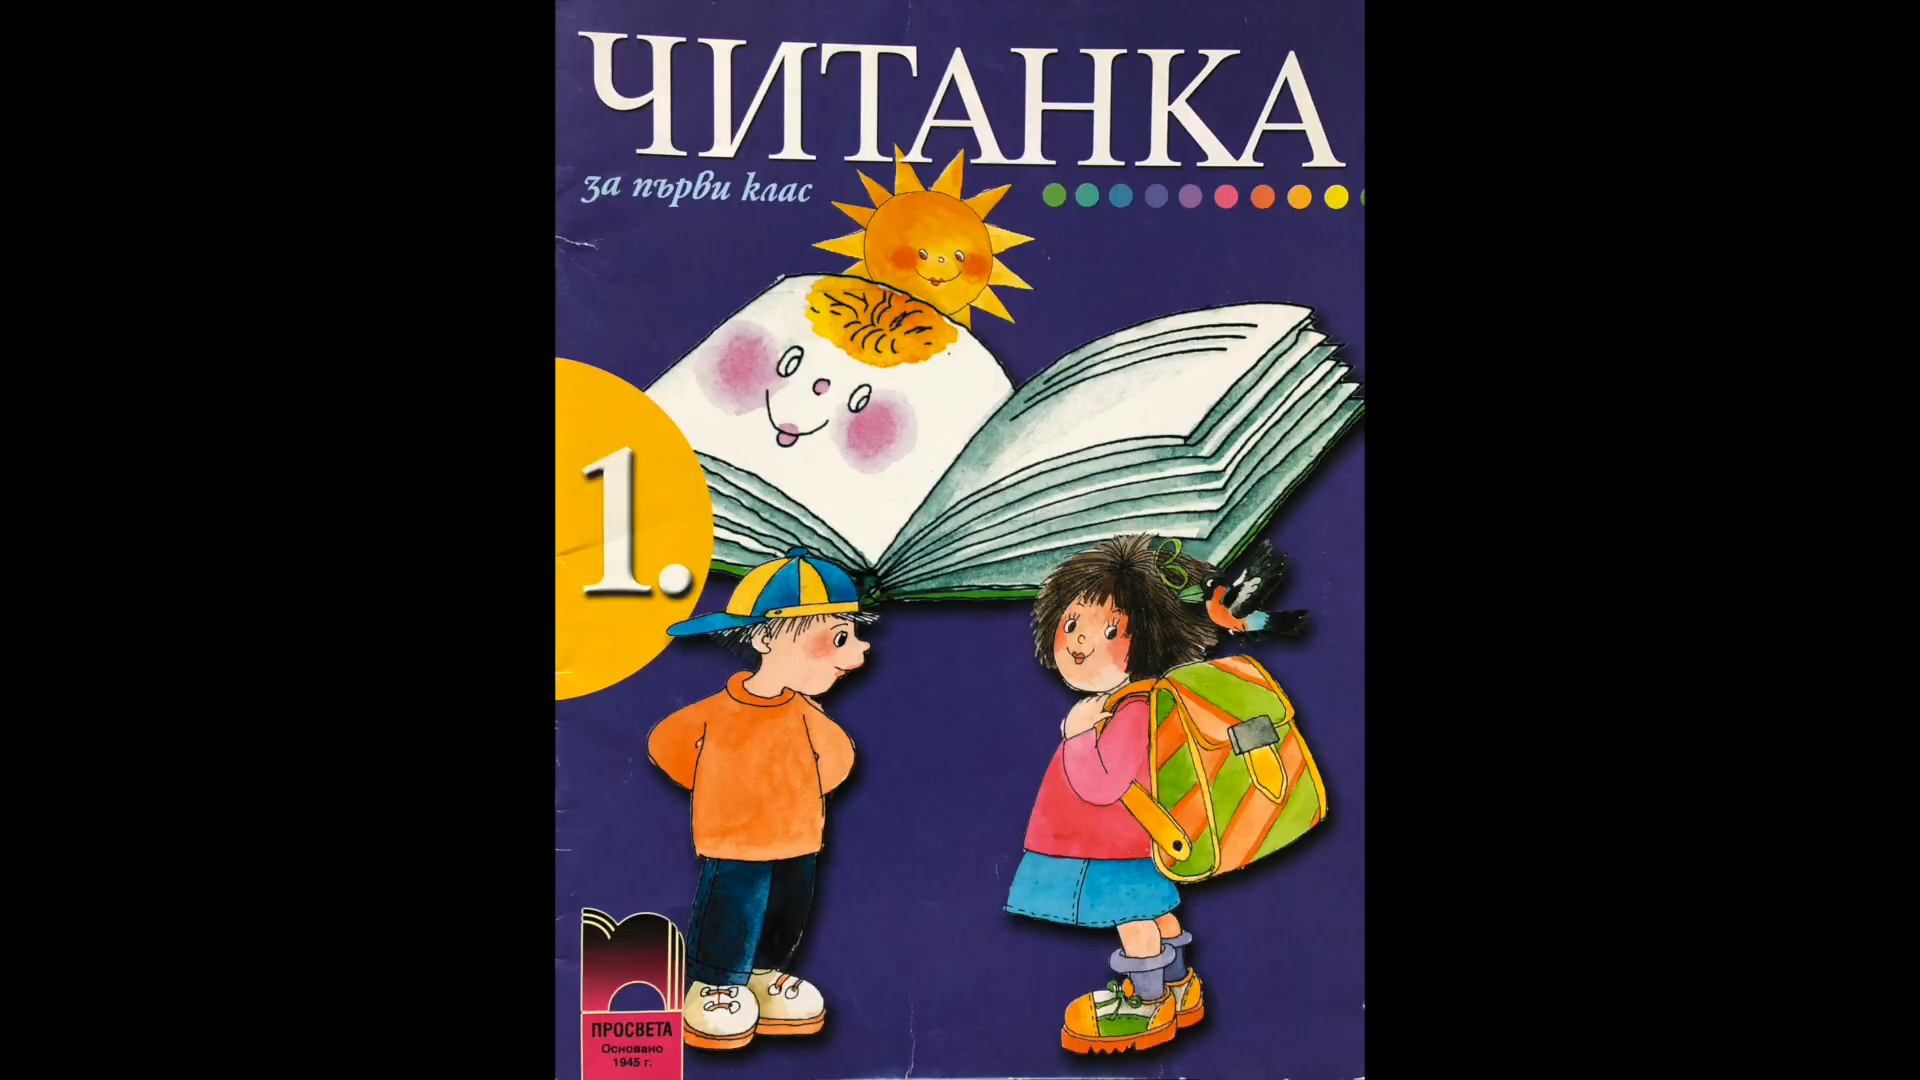 ЧИТАНКА
за първи клас
1.
ПРОСВЕТА
Основано
1945 г.